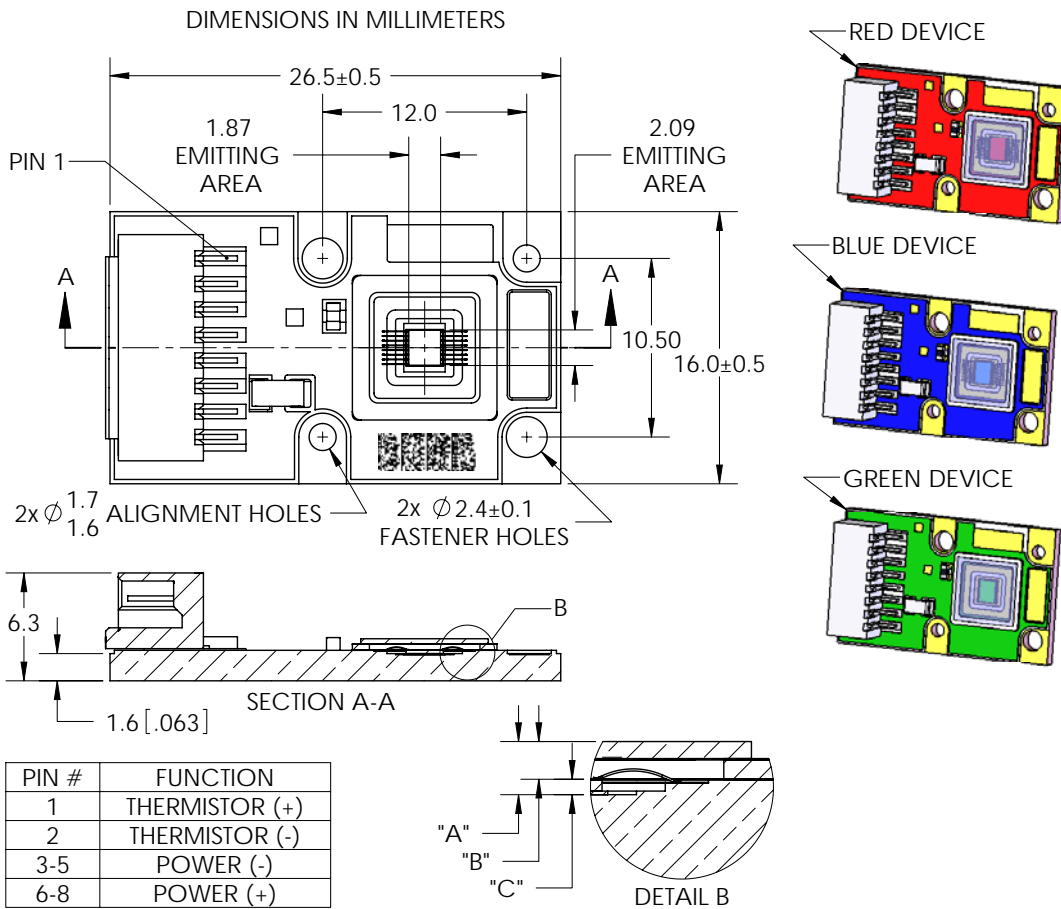 DIMENSIONS IN MILLIMETERS
26.5±0.5
12.0
1.87
EMITTING
AREA
2.09
EMITTING
AREA
PIN 1
A
A
10.50
16.0±0.5
2x Ø 1.7
1.6
ALIGNMENT HOLES
2x Ø 2.4±0.1
FASTENER HOLES
RED DEVICE
BLUE DEVICE
GREEN DEVICE
6.3
B
SECTION A-A
1.6 [.063]
PIN # FUNCTION
1 THERMISTOR (+)
2 THERMISTOR (-)
3-5 POWER (-)
6-8 POWER (+)
"A"
"B"
"C"
DETAIL B